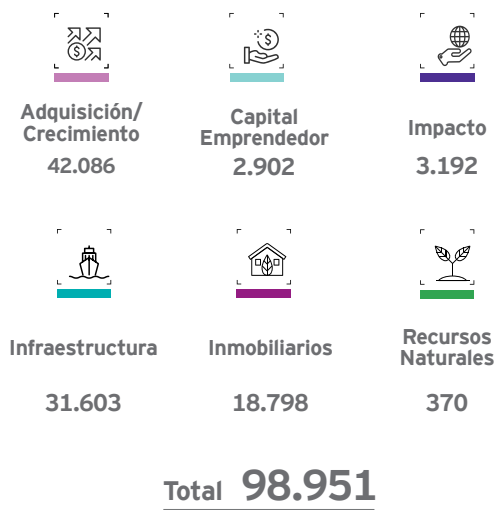 Adquisición/
Crecimiento
42.086
Capital
Emprendedor
2.902
Impacto
3.192
Infraestructura
31.603
Inmobiliarios
18.798
Recursos
Naturales
370
Total 98.951